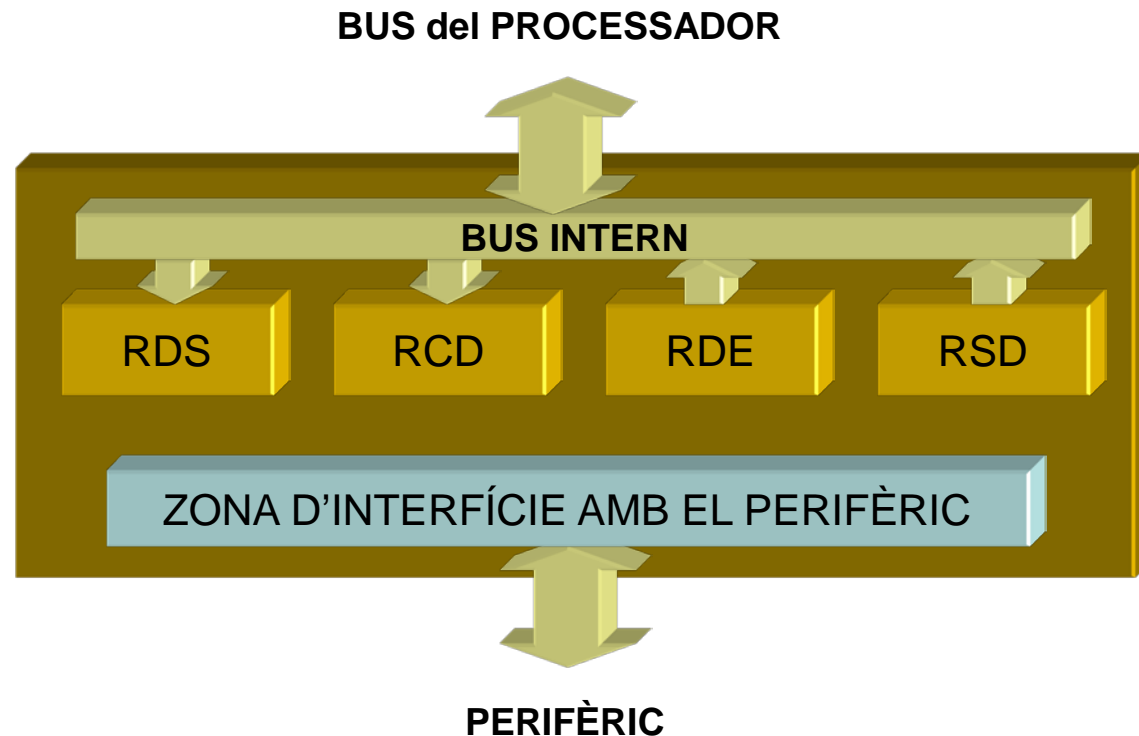 BUS del PROCESSADOR
BUS INTERN
RDS RCD RDE RSD
ZONA D'INTERFÍCIE AMB EL PERIFÈRIC
PERIFÈRIC